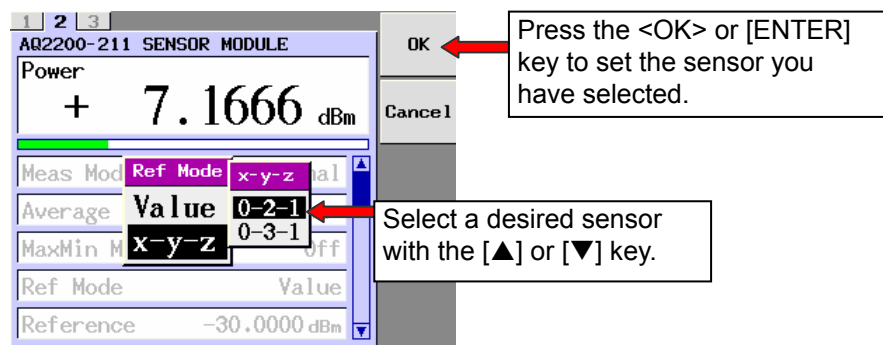 1 2 3
AQ2200-211 SENSOR MODULE
Power
+ 7.1666 dBm
OK
Cancel
Press the <OK> or [ENTER]
key to set the sensor you
have selected.
Meas Mod
Ref Mode
x-y-z
nal
Average
Value
0-2-1
0-3-1
MaxMin M
x-y-z
Off
Select a desired sensor
with the [▲] or [▼] key.
Ref Mode Value
Reference -30.0000 dBm